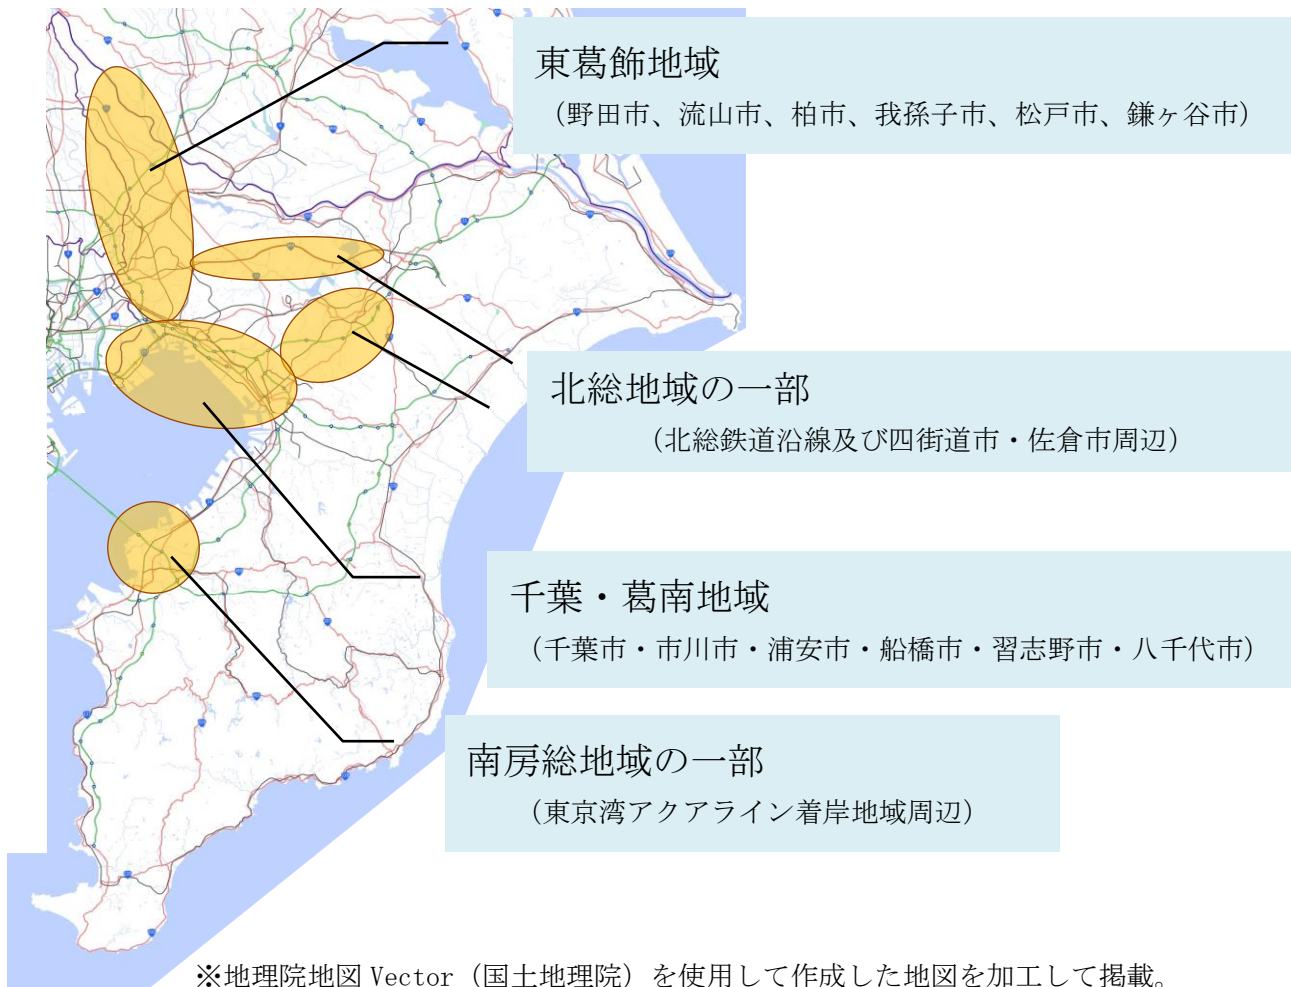 東葛飾地域
（野田市、流山市、柏市、我孫子市、松戸市、鎌ヶ谷市）
北総地域の一部
（北総鉄道沿線及び四街道市・佐倉市周辺）
千葉・葛南地域
（千葉市・市川市・浦安市・船橋市・習志野市・八千代市）
南房総地域の一部
（東京湾アクアライン着岸地域周辺）
※地理院地図 Vector（国土地理院）を使用して作成した地図を加工して掲載。